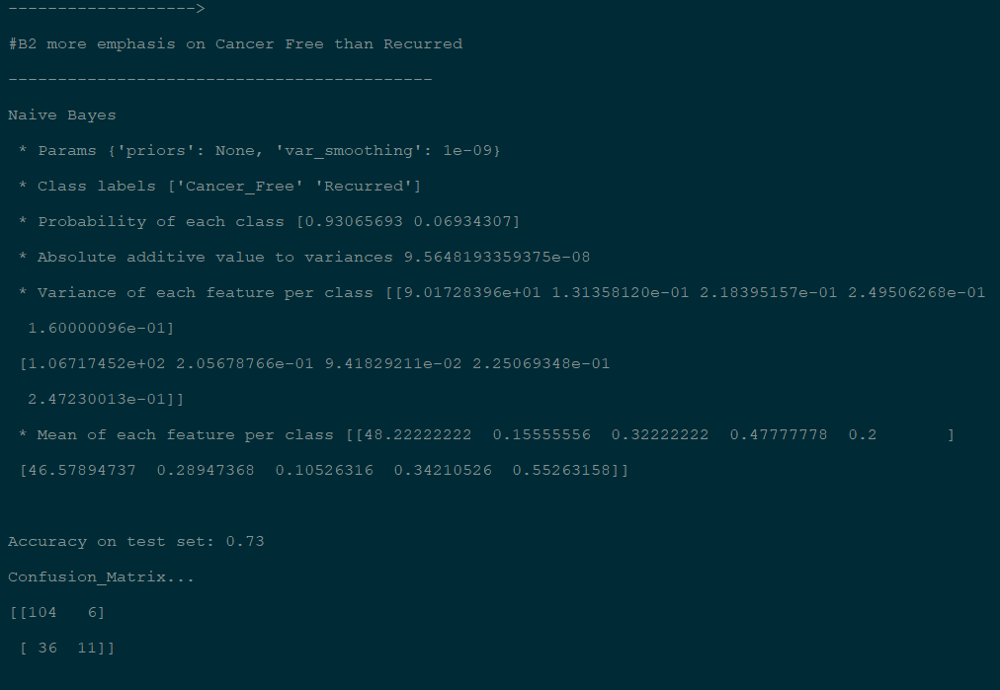 ------------------->
#B2 more emphasis on Cancer Free than Recurred
-------------------------------------------
Naive Bayes
 * Params {'priors': None, 'var_smoothing': 1e-09}
 * Class labels ['Cancer_Free' 'Recurred']
 * Probability of each class [0.93065693 0.06934307]
 * Absolute additive value to variances 9.5648193359375e-08
 * Variance of each feature per class [[9.01728396e+01 1.31358120e-01 2.18395157e-01 2.49506268e-01
  1.60000096e-01]
 [1.06717452e+02 2.05678766e-01 9.41829211e-02 2.25069348e-01
  2.47230013e-01]]
 * Mean of each feature per class [[48.22222222  0.15555556  0.32222222  0.47777778  0.2       ]
 [46.57894737  0.28947368  0.10526316  0.34210526  0.55263158]]
Accuracy on test set: 0.73
Confusion_Matrix...
[[104   6]
 [ 36  11]]